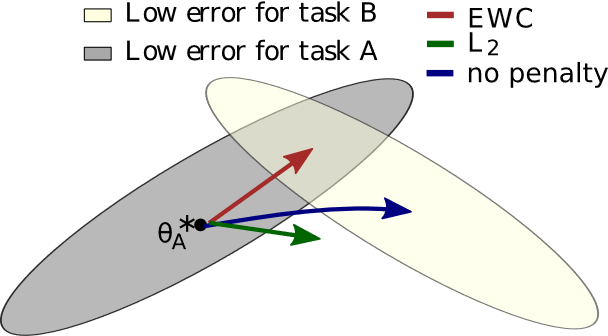 Low error for task B
Low error for task A
EWC
L2
no penalty
θA*